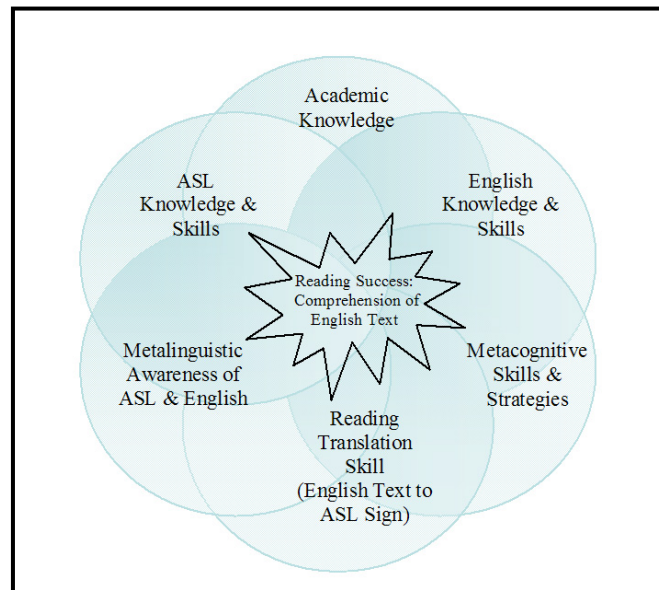 Academic
Knowledge
ASL
Knowledge &
Skills
English
Knowledge &
Skills
Reading Success:
Comprehension of
English Text
Metalinguistic
Awareness of
ASL & English
Metacognitive
Skills &
Strategies
Reading
Translation
Skill
(English Text to
ASL Sign)